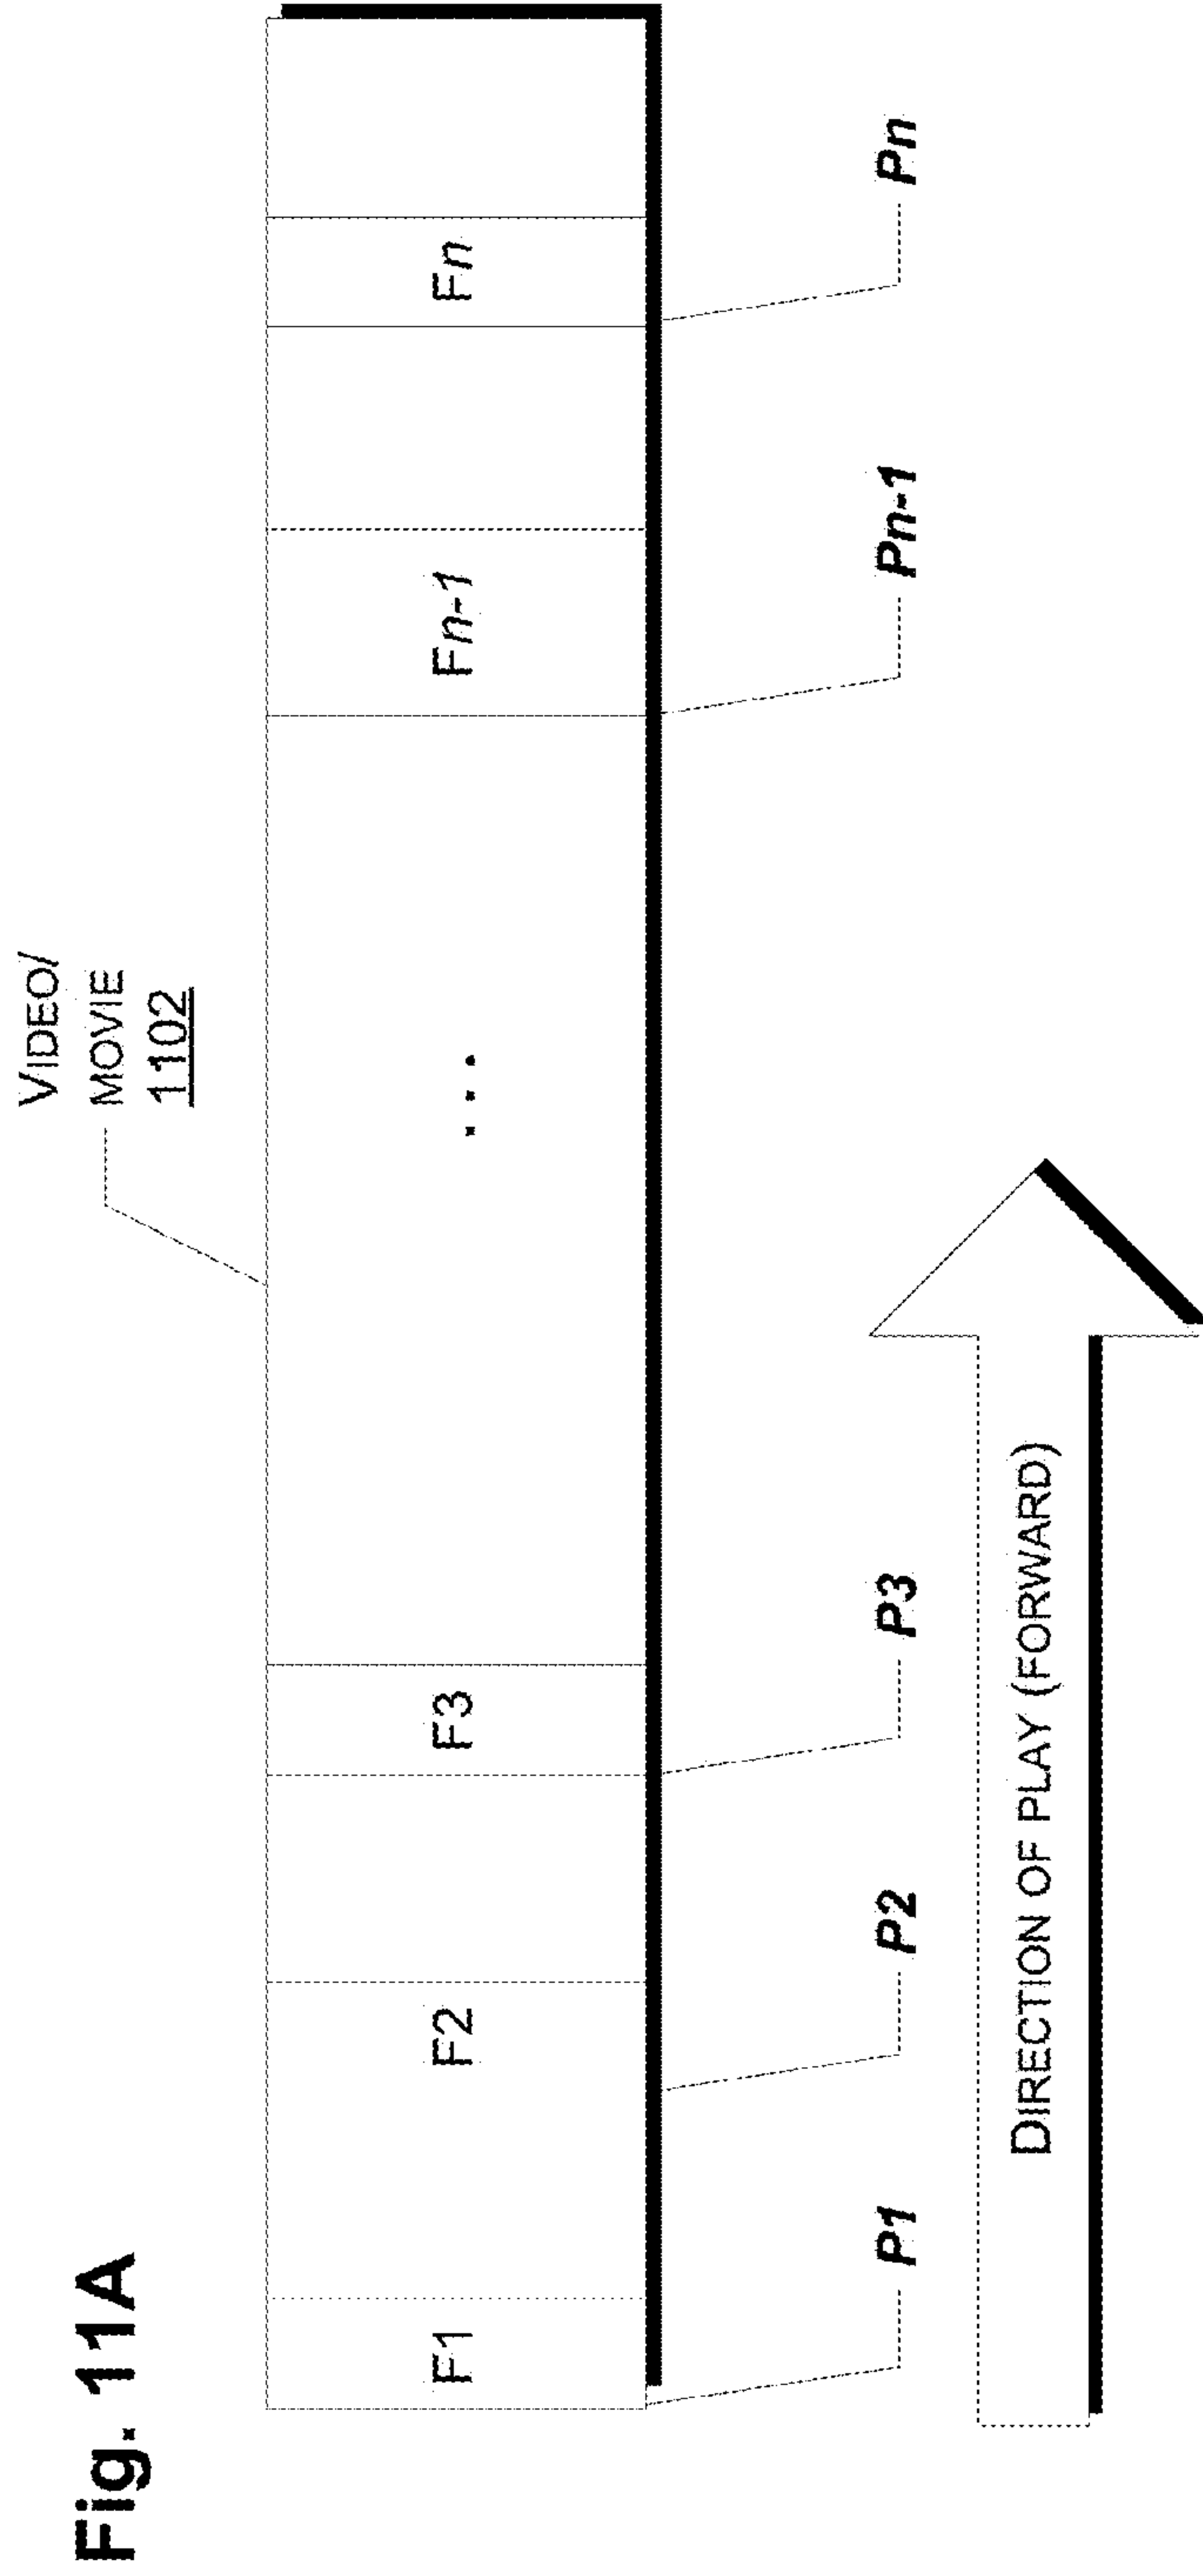 Fig. 11A
VIDEO/
MOVIE
1102
F1
F2
F3
...
Fn-1
Fn
P1
P2
P3
Pn-1
Pn
DIRECTION OF PLAY (FORWARD)